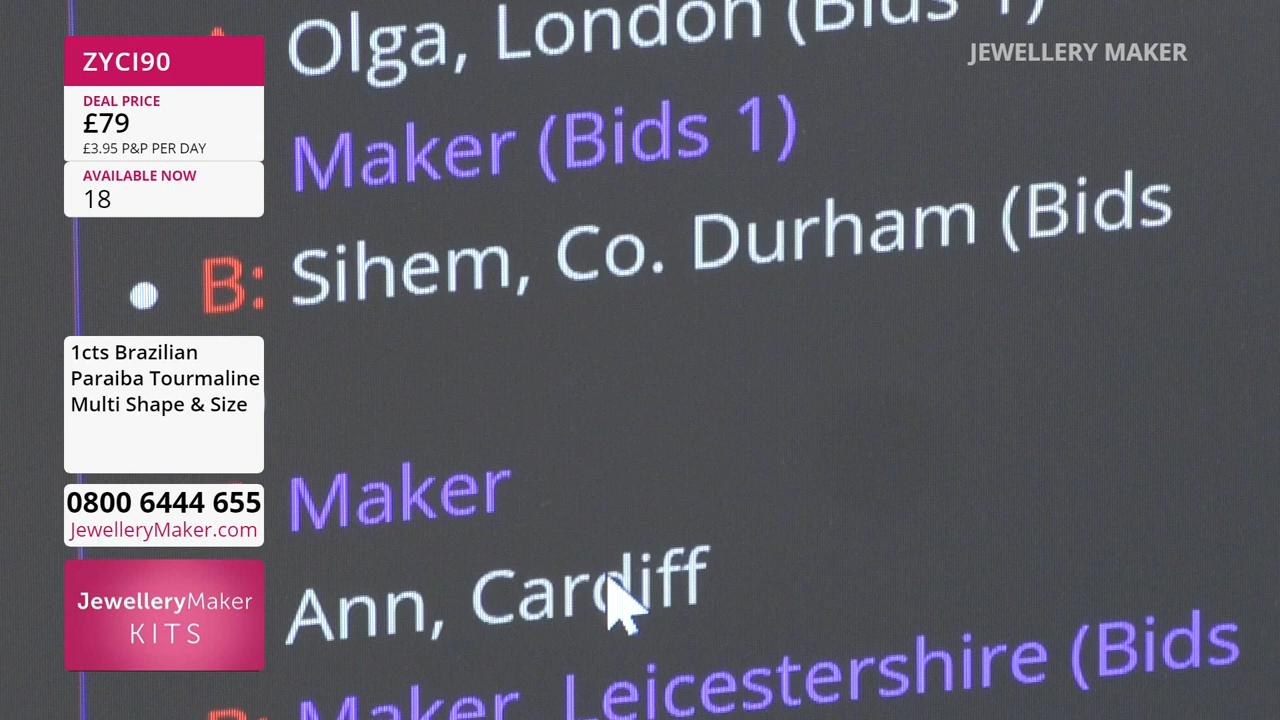 ZYCI90
DEAL PRICE
£79
£3.95 P&P PER DAY
AVAILABLE NOW
18
1cts Brazilian
Paraiba Tourmaline
Multi Shape & Size
0800 6444 655
JewelleryMaker.com
JewelleryMaker
KITS
JEWELLERY MAKER
Olga, London (Bids 1)
Maker (Bids 1)
B: Sihem, Co. Durham (Bids
Maker
Ann, Cardiff
B: Maker, Leicestershire (Bids